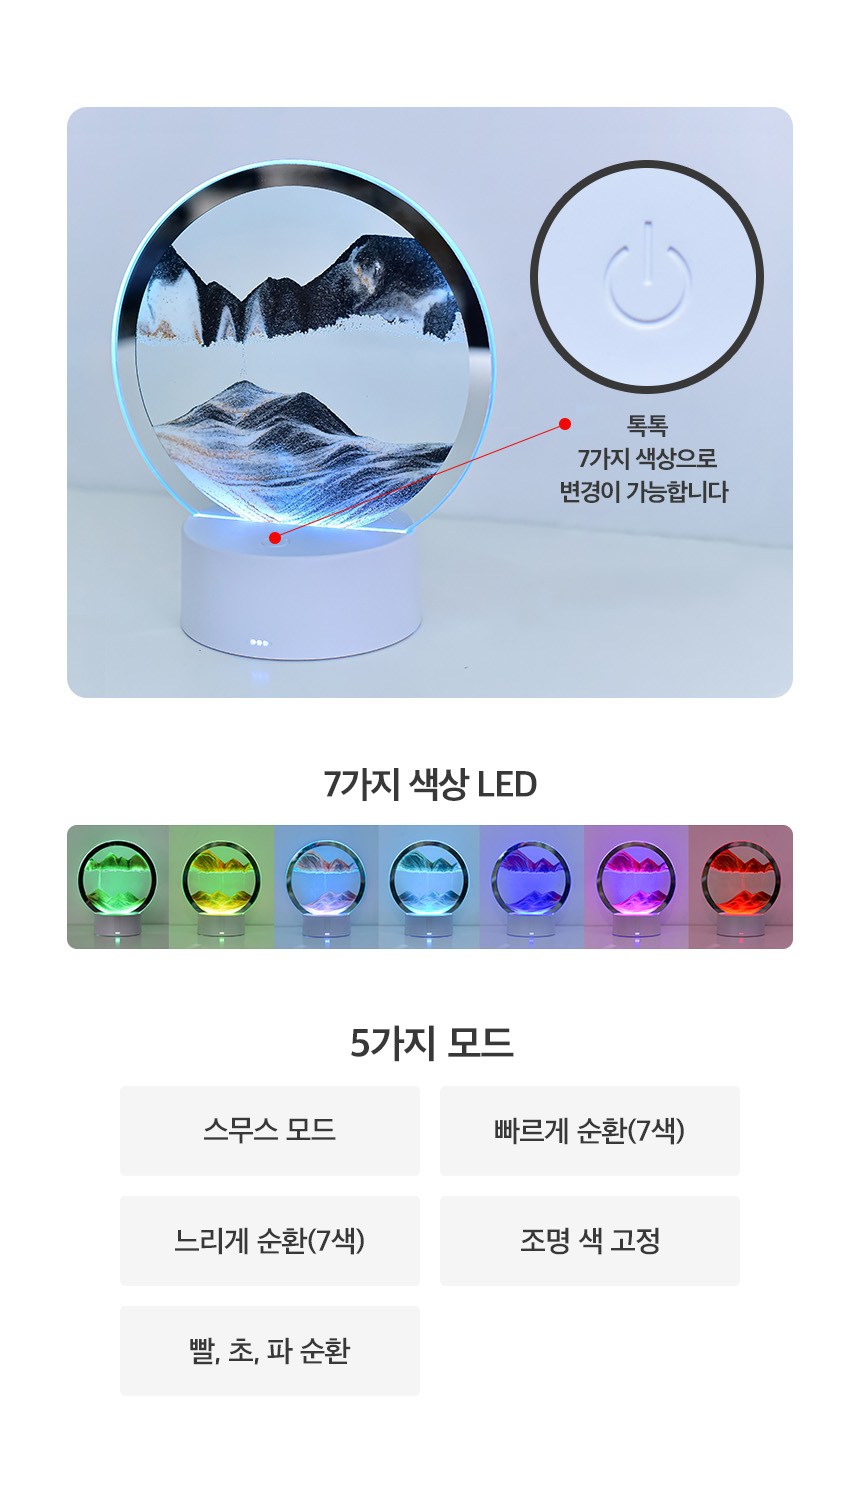 톡톡
7가지 색상으로
변경이 가능합니다
7가지 색상 LED
5가지 모드
스무스 모드
빠르게 순환(7색)
느리게 순환(7색)
조명 색 고정
빨, 초, 파 순환